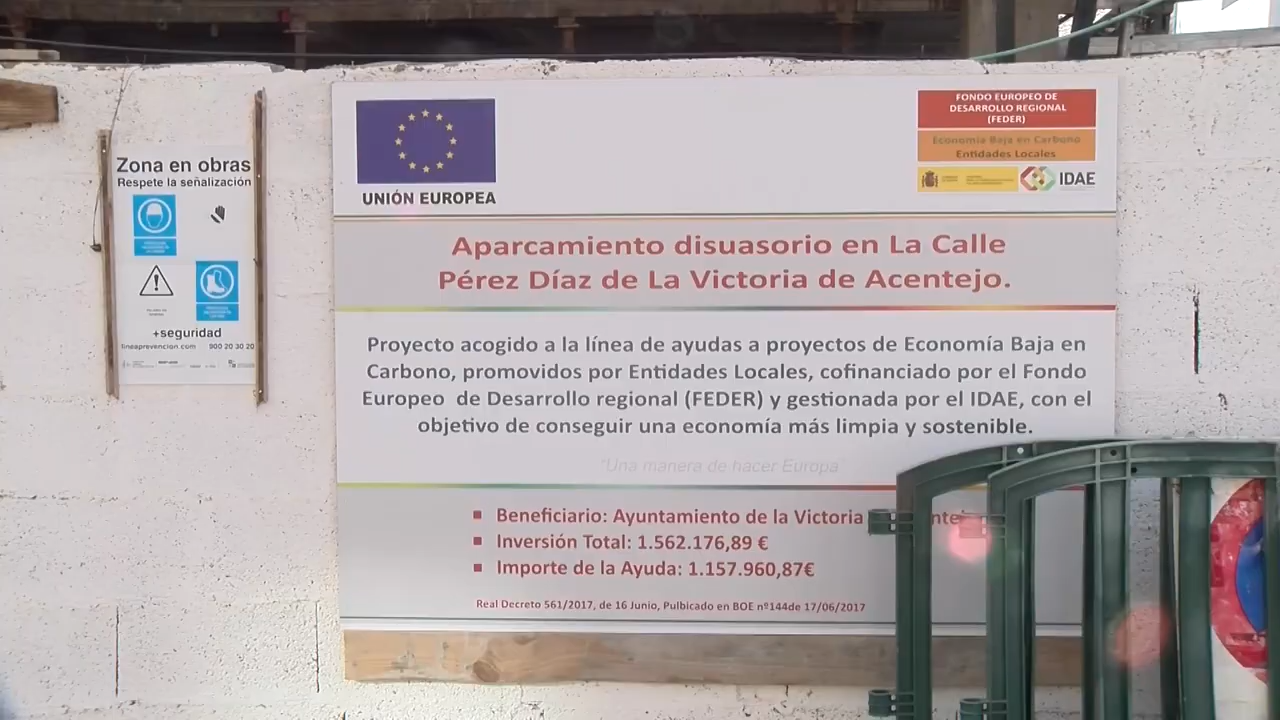 Zona en obras
Respete la señalización
+seguridad
lineaprevencion.com 900 20 30 20
UNIÓN EUROPEA
FONDO EUROPEO DE
DESARROLLO REGIONAL
(FEDER)
Economía Baja en Carbono
Entidades Locales
IDAE
Aparcamiento disuasorio en La Calle
Pérez Díaz de La Victoria de Acentejo.
Proyecto acogido a la línea de ayudas a proyectos de Economía Baja en
Carbono, promovidos por Entidades Locales, cofinanciado por el Fondo
Europeo de Desarrollo regional (FEDER) y gestionada por el IDAE, con el
objetivo de conseguir una economía más limpia y sostenible.
"Una manera de hacer Europa"
Beneficiario: Ayuntamiento de la Victoria
Inversión Total: 1.562.176,89 €
Importe de la Ayuda: 1.157.960,87€
Real Decreto 561/2017, de 16 Junio, Pulbicado en BOE nº144de 17/06/2017